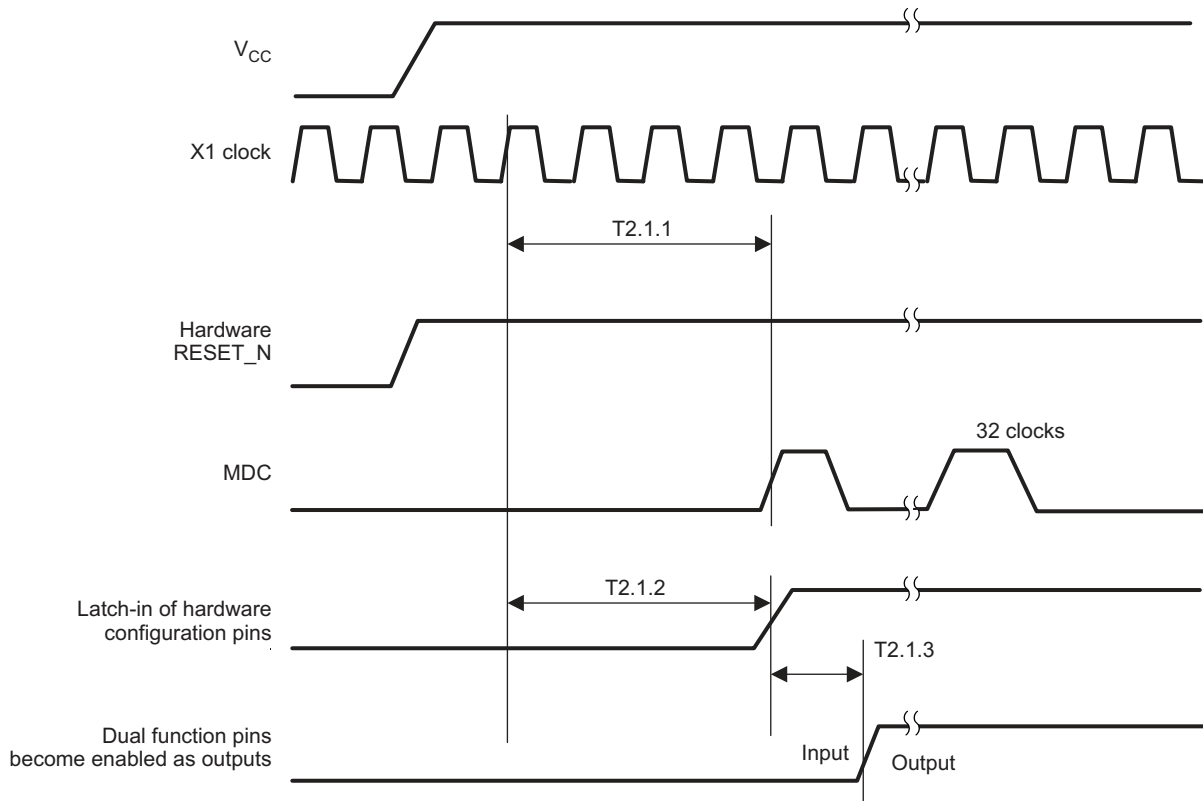 VCC
X1 clock
T2.1.1
Hardware
RESET_N
32 clocks
MDC
T2.1.2
Latch-in of hardware
configuration pins
T2.1.3
Dual function pins
become enabled as outputs
Input
Output